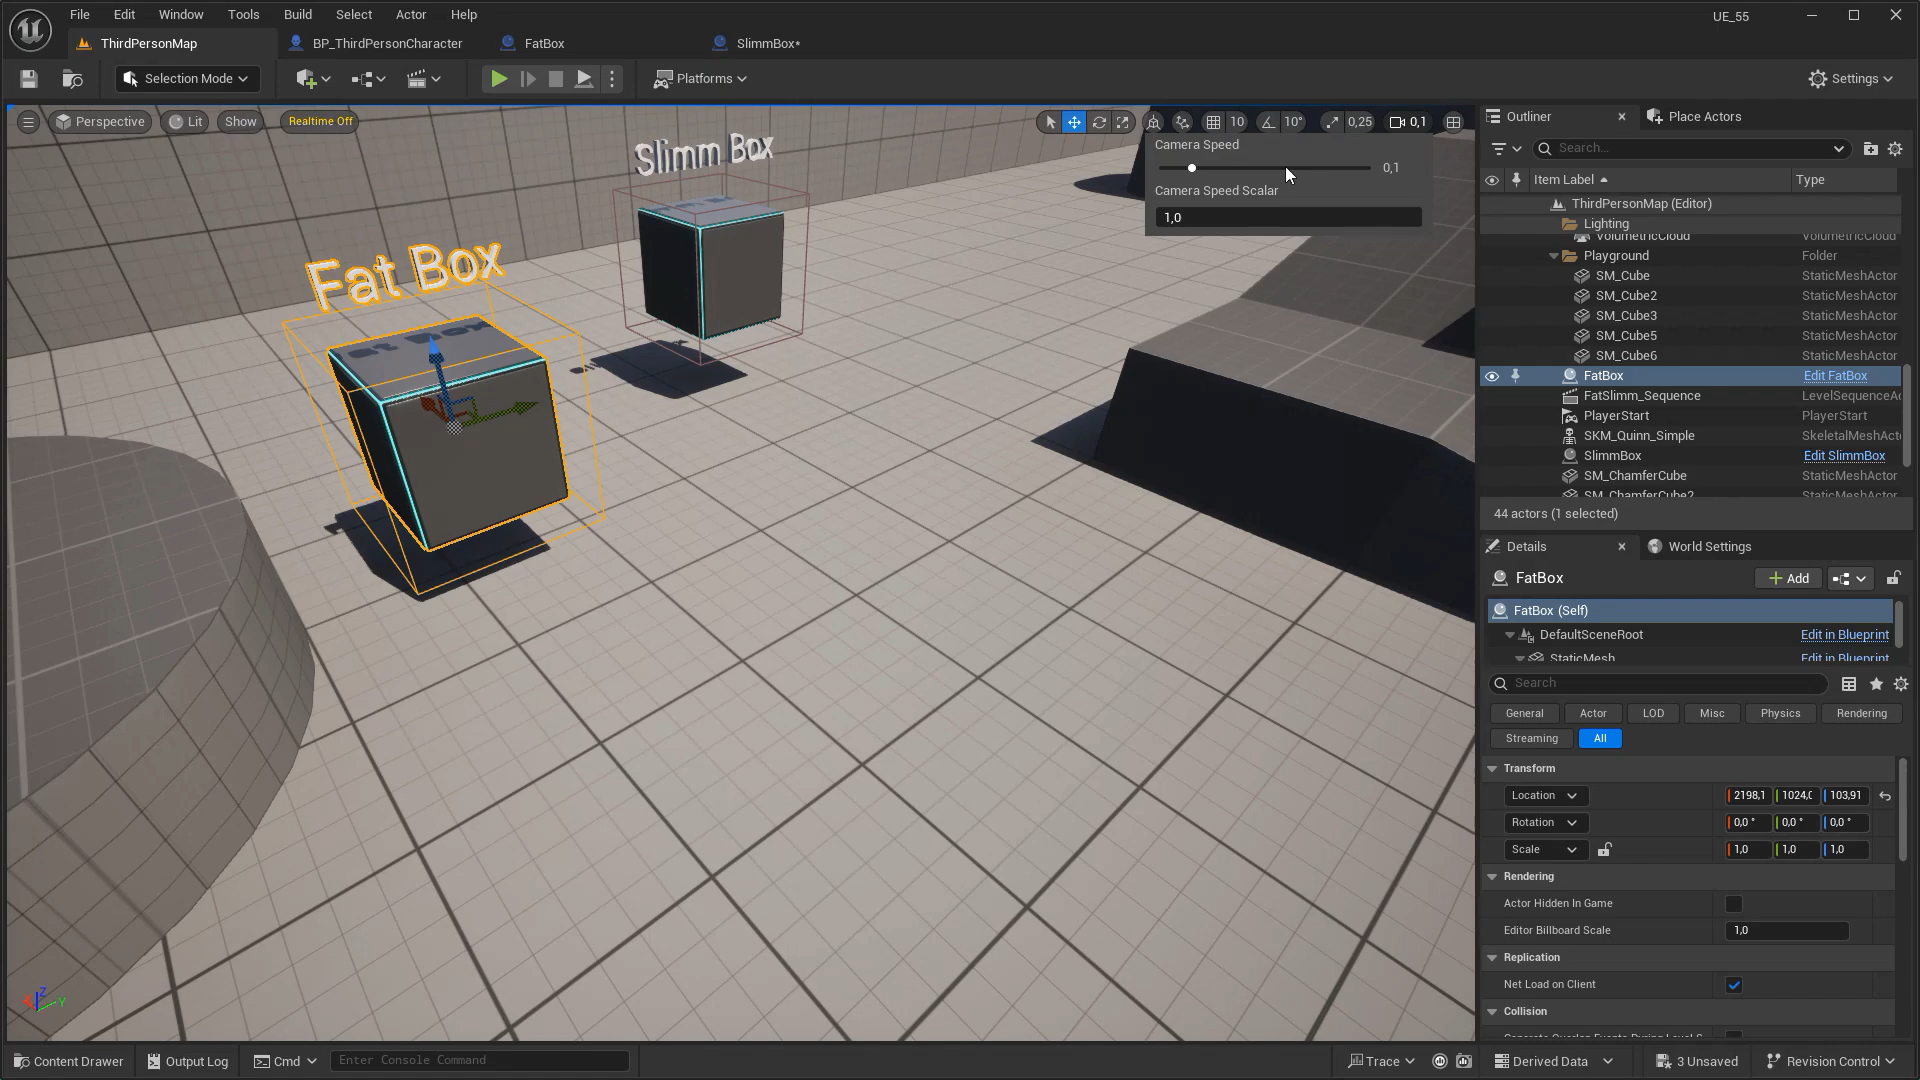 File Edit Window Tools Build Select Actor Help
UE_55
ThirdPersonMap
BP_ThirdPersonCharacter
FatBox
SlimmBox*
Selection Mode
Platforms
Settings
Perspective
Lit
Show
Realtime Off
10
10°
0,25
0,1
Camera Speed
0,1
Camera Speed Scalar
1,0
Slimm Box
Fat Box
Outliner
Place Actors
Search...
Item Label
Type
ThirdPersonMap (Editor)
Lighting
VolumetricCloud VolumetricCloud
Playground Folder
SM_Cube StaticMeshActor
SM_Cube2 StaticMeshActor
SM_Cube3 StaticMeshActor
SM_Cube5 StaticMeshActor
SM_Cube6 StaticMeshActor
FatBox Edit FatBox
FatSlimm_Sequence LevelSequenceAc
PlayerStart PlayerStart
SKM_Quinn_Simple SkeletalMeshAct
SlimmBox Edit SlimmBox
SM_ChamferCube StaticMeshActor
SM_ChamferCube2 StaticMeshActor
44 actors (1 selected)
Details
World Settings
FatBox
Add
FatBox (Self)
DefaultSceneRoot Edit in Blueprint
StaticMesh Edit in Blueprint
Search
General Actor LOD Misc Physics Rendering
Streaming All
Transform
Location 2198,1 1024,0 103,91
Rotation 0,0 ° 0,0 ° 0,0 °
Scale 1,0 1,0 1,0
Rendering
Actor Hidden In Game
Editor Billboard Scale 1,0
Replication
Net Load on Client
Collision
Z
X
Y
Content Drawer
Output Log
Cmd
Enter Console Command
Trace
Derived Data
3 Unsaved
Revision Control